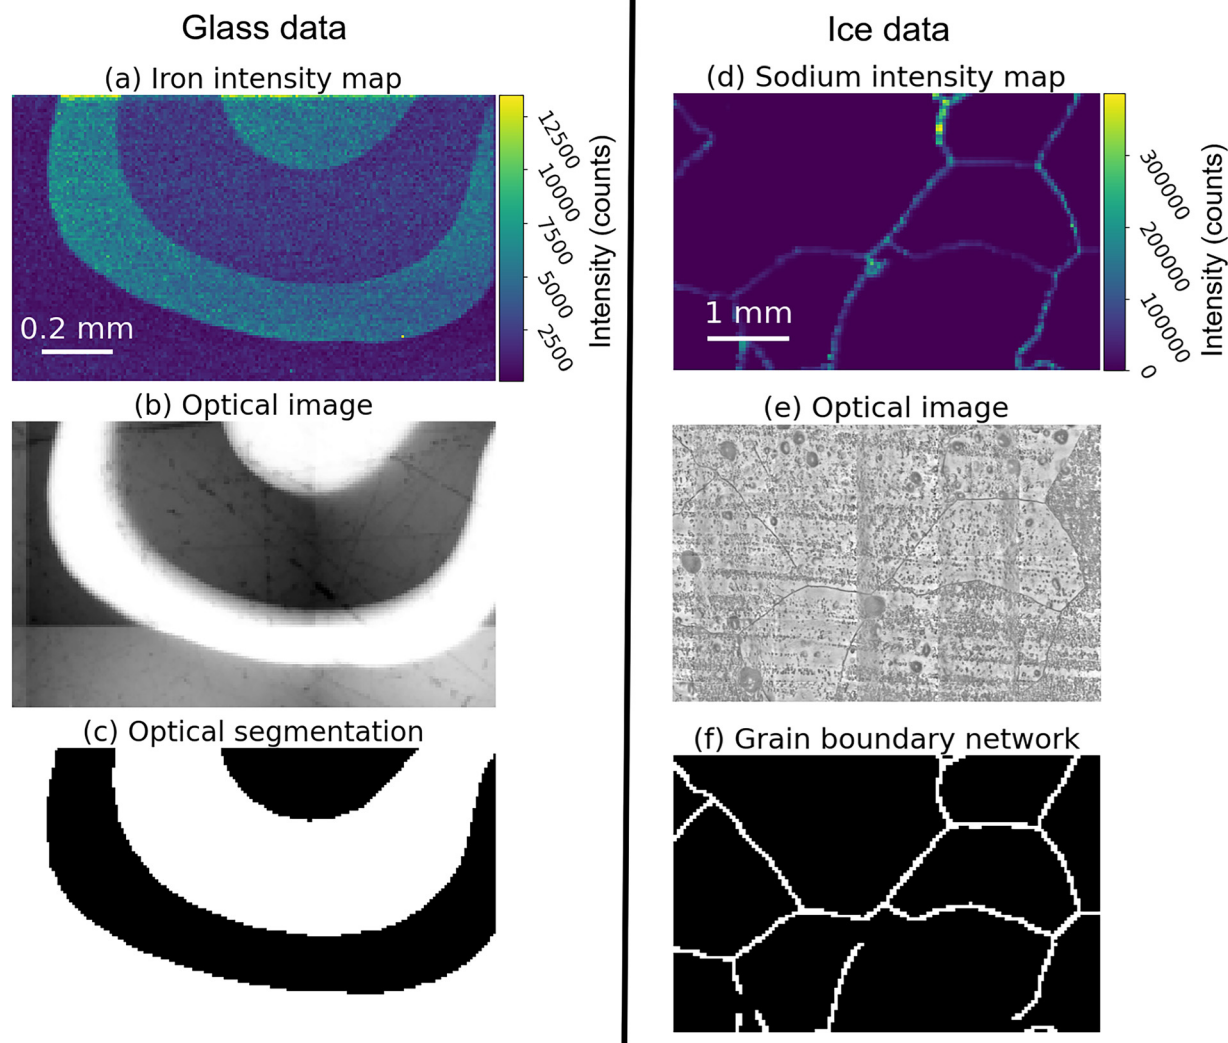 Glass data
(a) Iron intensity map
12500
10000
7500
5000
2500
Intensity (counts)
0.2 mm
(b) Optical image
(c) Optical segmentation
Ice data
(d) Sodium intensity map
300000
200000
100000
0
Intensity (counts)
1 mm
(e) Optical image
(f) Grain boundary network